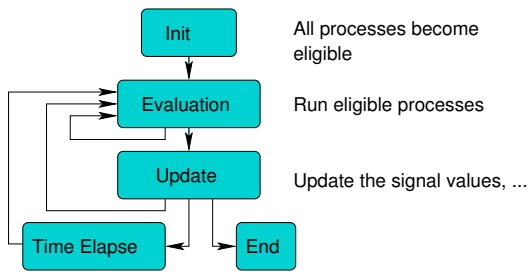 Init
All processes become
eligible
Evaluation
Run eligible processes
Update
Update the signal values, ...
Time Elapse
End